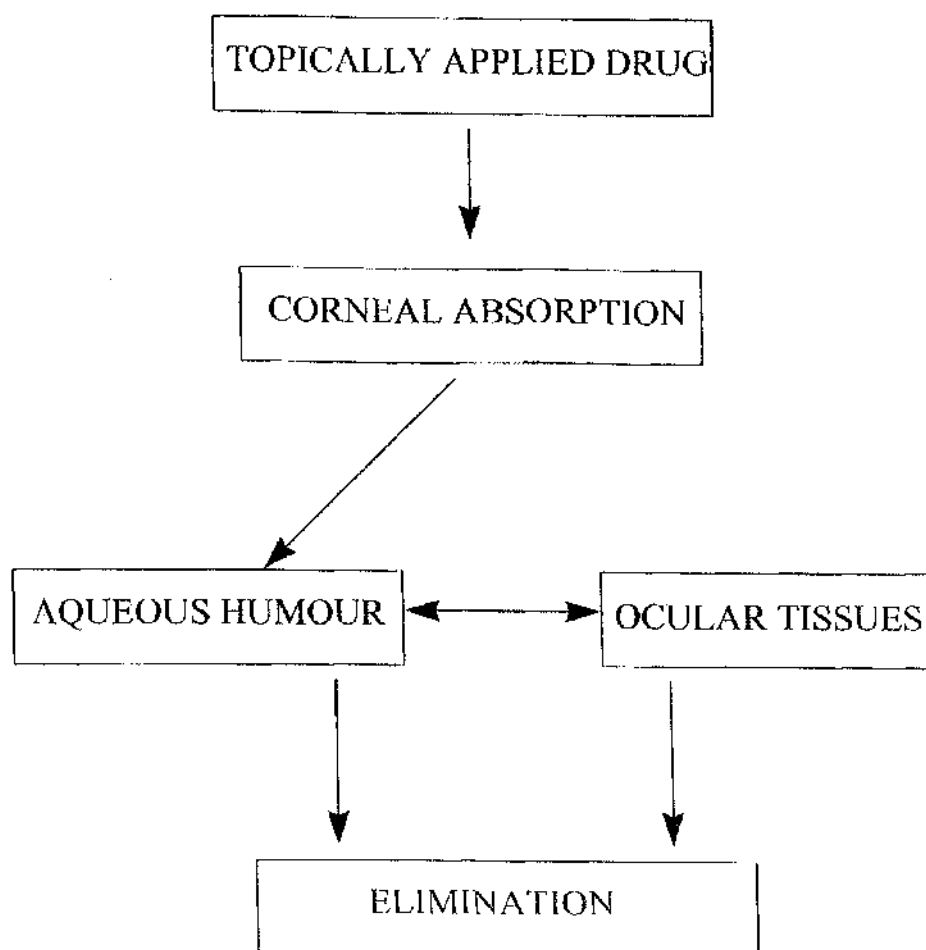 TOPICALLY APPLIED DRUG
CORNEAL ABSORPTION
AQUEOUS HUMOUR
OCULAR TISSUES
ELIMINATION